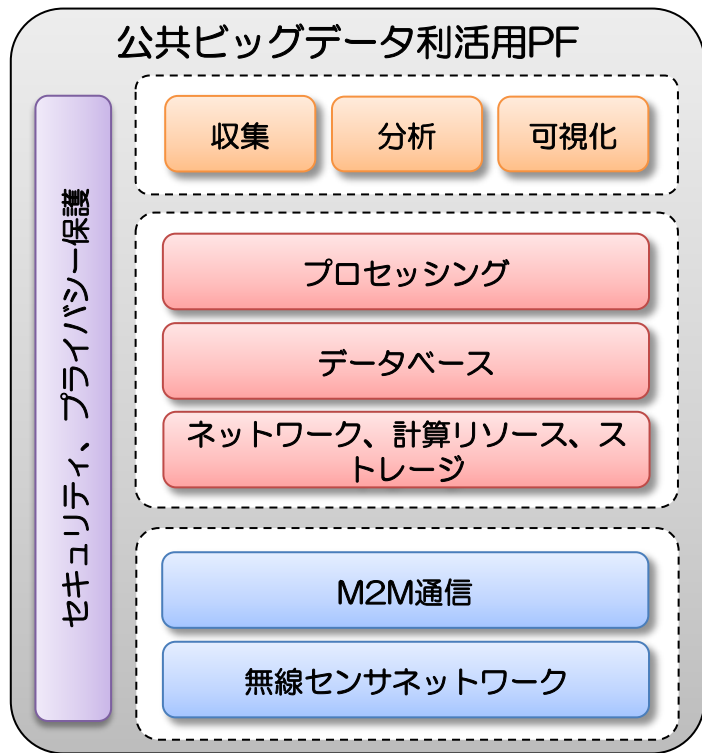 公共ビッグデータ利活用PF
セキュリティ、プライバシー保護
収集
分析
可視化
プロセッシング
データベース
ネットワーク、計算リソース、ス
トレージ
M2M通信
無線センサネットワーク